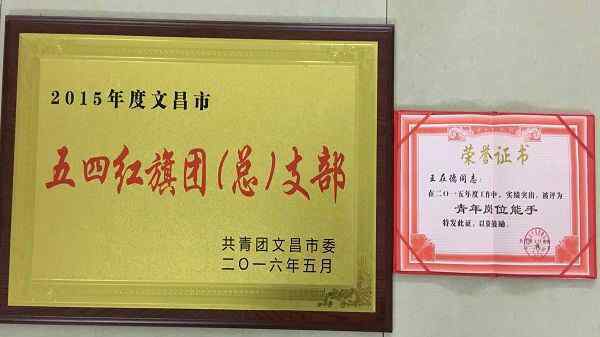 2015年度文昌市
五四红旗团(总)支部
共青团文昌市委
二〇一六年五月
荣誉证书
王在德同志:
在二〇一五年度工作中,实绩突出,被评为
青年岗位能手
特发此证,以资鼓励。